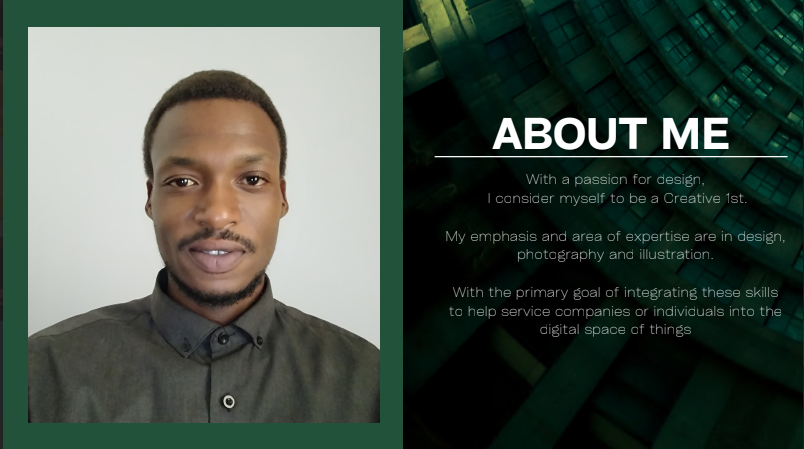 ABOUT ME
With a passion for design,
I consider myself to be a Creative 1st.
My emphasis and area of expertise are in design,
photography and illustration.
With the primary goal of integrating these skills
to help service companies or individuals into the
digital space of things